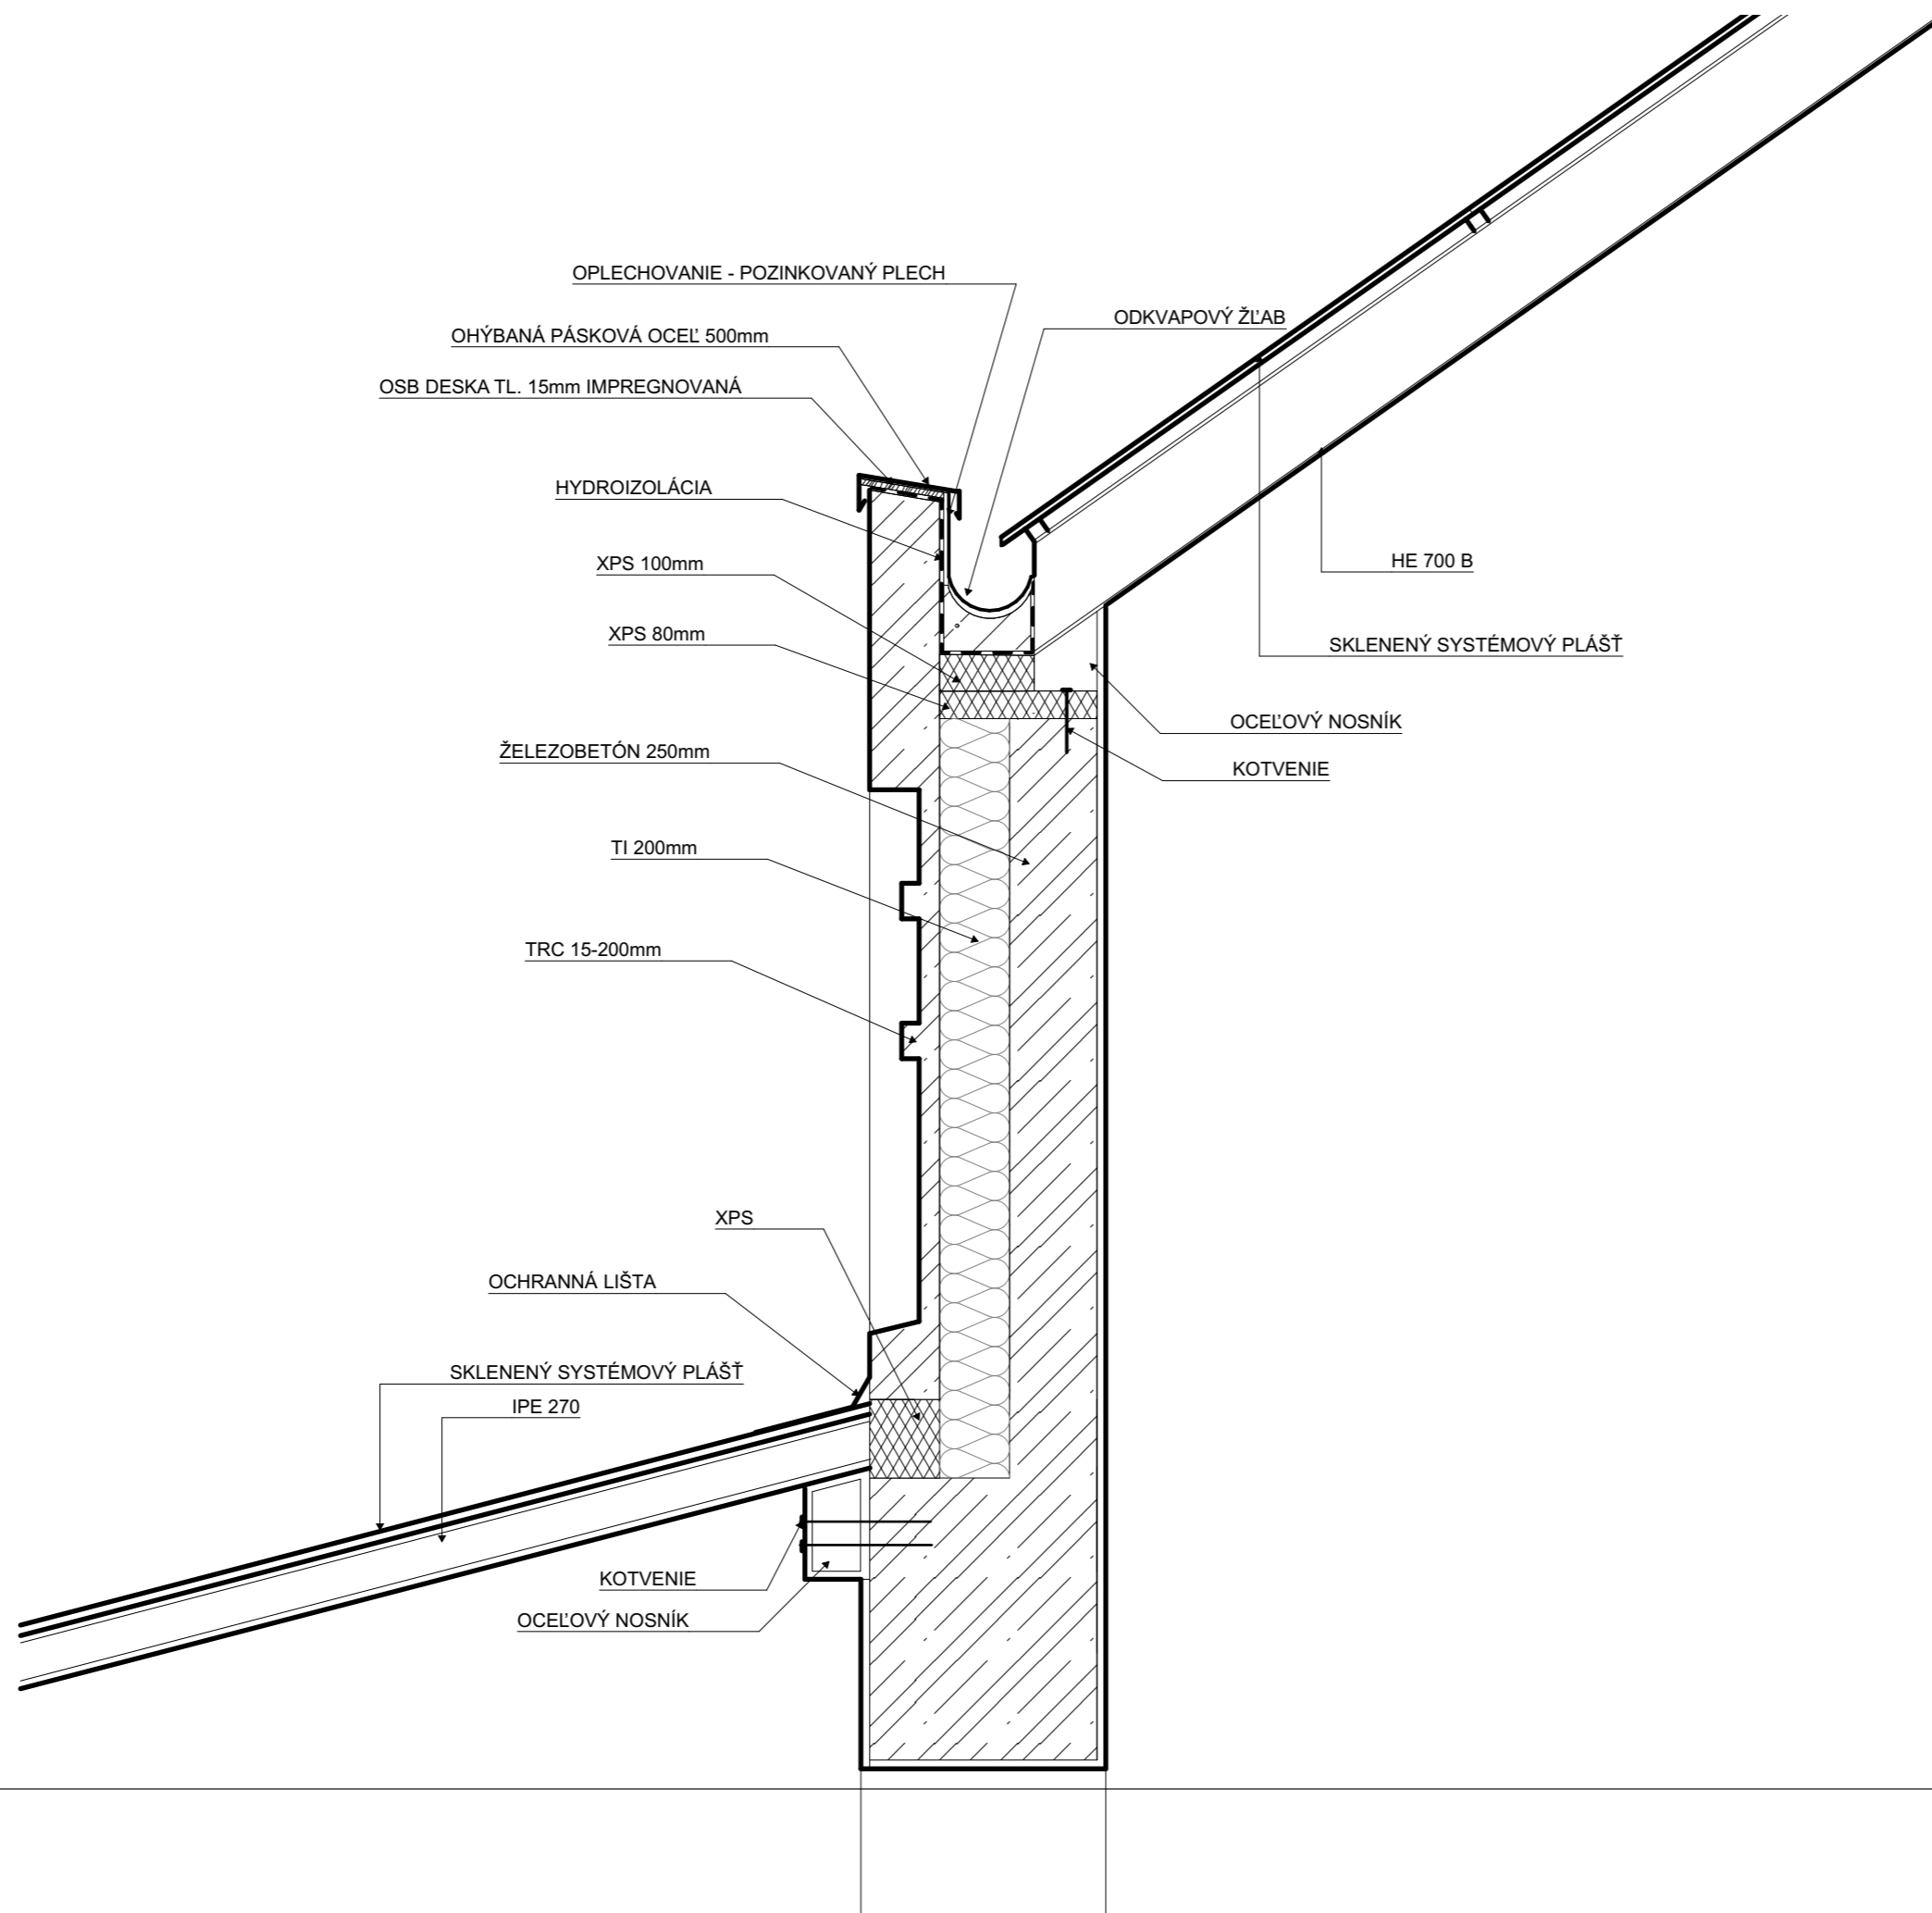 OPLECHOVANIE - POZINKOVANÝ PLECH
ODKVAPOVÝ ŽĽAB
OHÝBANÁ PÁSKOVÁ OCEĽ 500mm
OSB DESKA TL. 15mm IMPREGNOVANÁ
HYDROIZOLÁCIA
XPS 100mm
HE 700 B
XPS 80mm
SKLENENÝ SYSTÉMOVÝ PLÁŠŤ
OCEĽOVÝ NOSNÍK
ŽELEZOBETÓN 250mm
KOTVENIE
TI 200mm
TRC 15-200mm
XPS
OCHRANNÁ LIŠTA
SKLENENÝ SYSTÉMOVÝ PLÁŠŤ
IPE 270
KOTVENIE
OCEĽOVÝ NOSNÍK